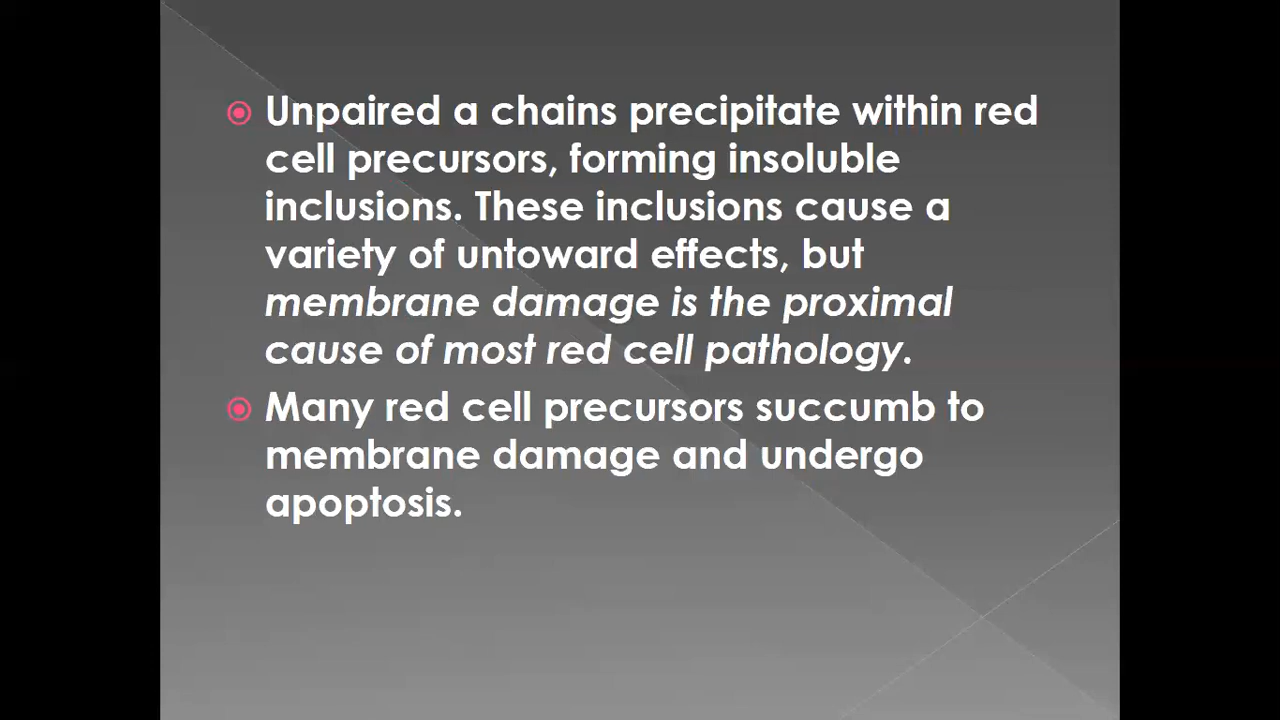 Unpaired a chains precipitate within red
cell precursors, forming insoluble
inclusions. These inclusions cause a
variety of untoward effects, but
membrane damage is the proximal
cause of most red cell pathology.
Many red cell precursors succumb to
membrane damage and undergo
apoptosis.